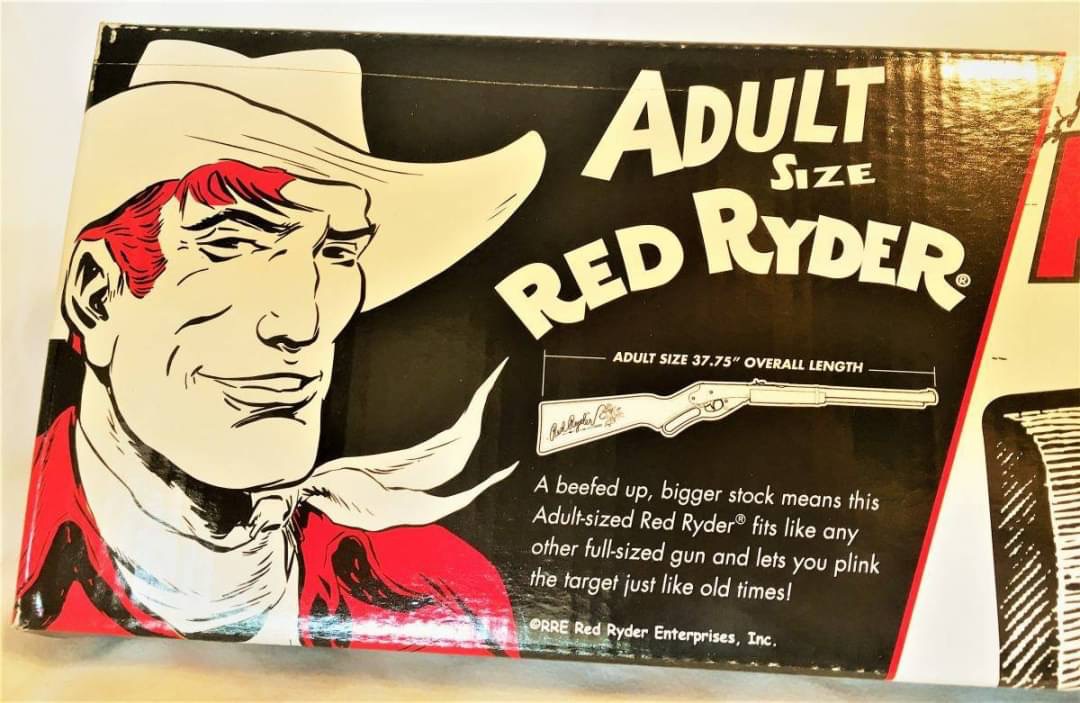 ADULT
SIZE
RED RYDER®
ADULT SIZE 37.75" OVERALL LENGTH
Red Ryder
A beefed up, bigger stock means this
Adult-sized Red Ryder® fits like any
other full-sized gun and lets you plink
the target just like old times!
©RRE Red Ryder Enterprises, Inc.